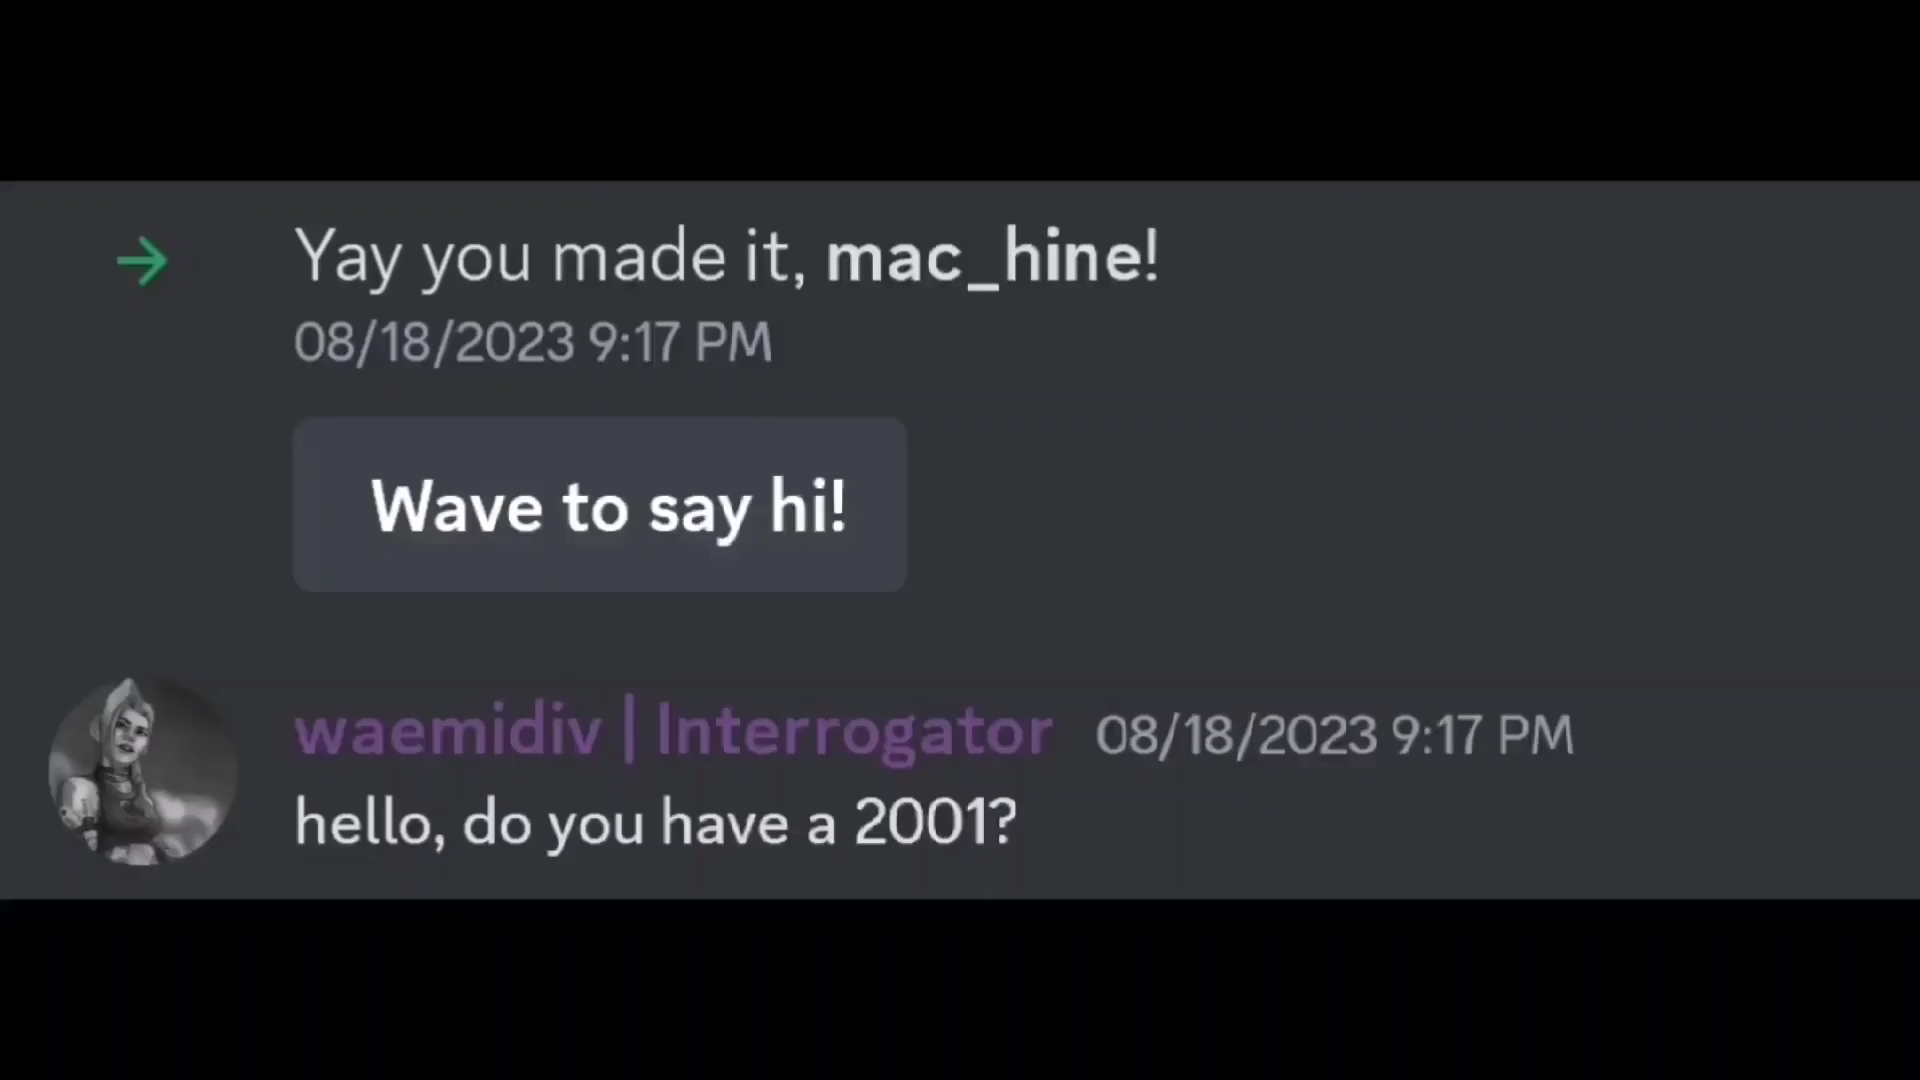 Yay you made it, mac_hine!
08/18/2023 9:17 PM
Wave to say hi!
waemidiv | Interrogator 08/18/2023 9:17 PM
hello, do you have a 2001?